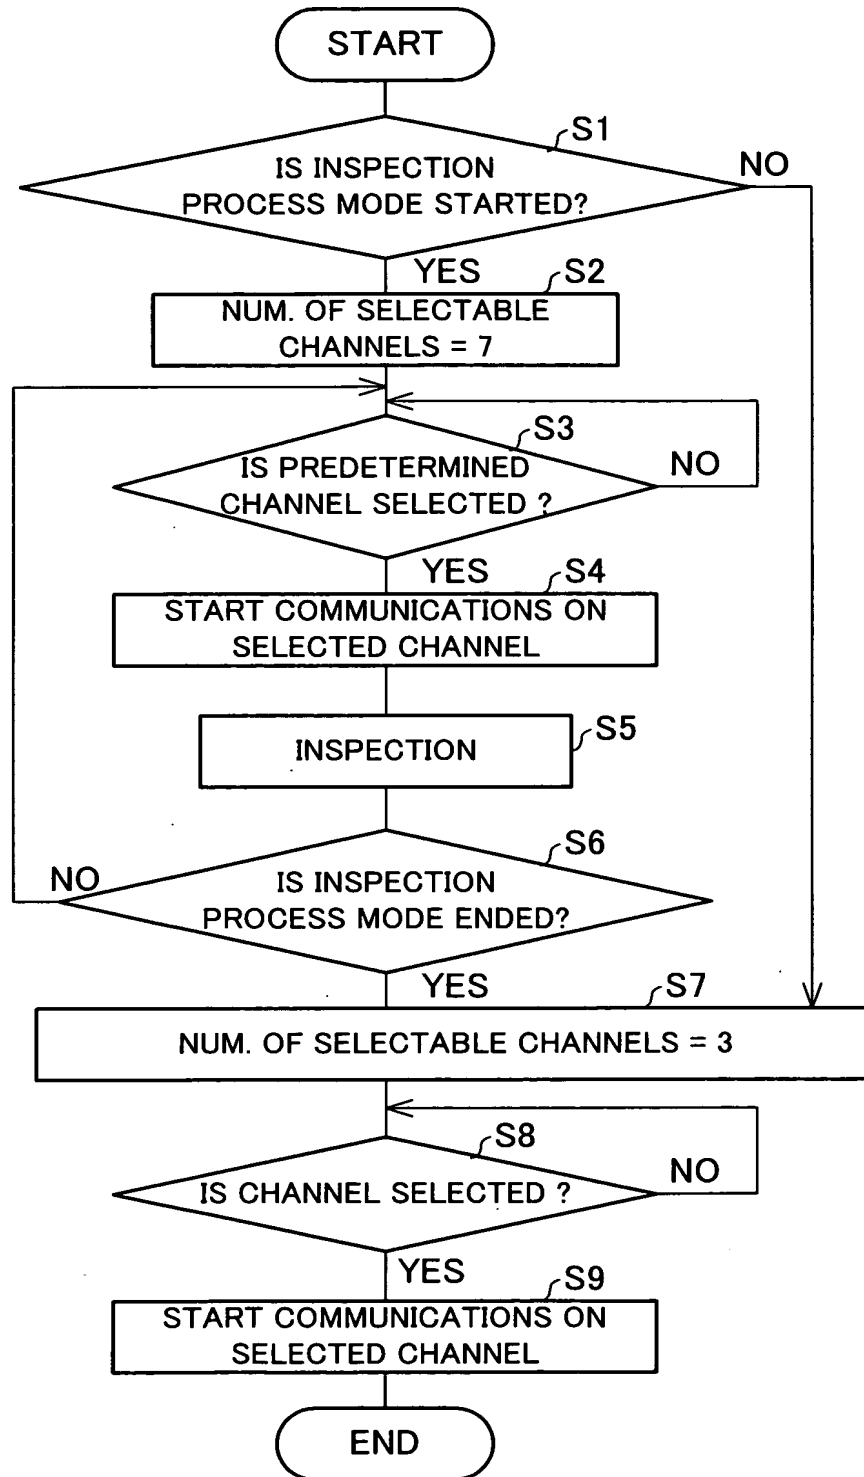 START
S1
IS INSPECTION
PROCESS MODE STARTED?
NO
YES
S2
NUM. OF SELECTABLE
CHANNELS = 7
S3
IS PREDETERMINED
CHANNEL SELECTED ?
NO
YES
S4
START COMMUNICATIONS ON
SELECTED CHANNEL
INSPECTION
S5
S6
NO
IS INSPECTION
PROCESS MODE ENDED?
YES
S7
NUM. OF SELECTABLE CHANNELS = 3
S8
IS CHANNEL SELECTED ?
NO
YES
S9
START COMMUNICATIONS ON
SELECTED CHANNEL
END